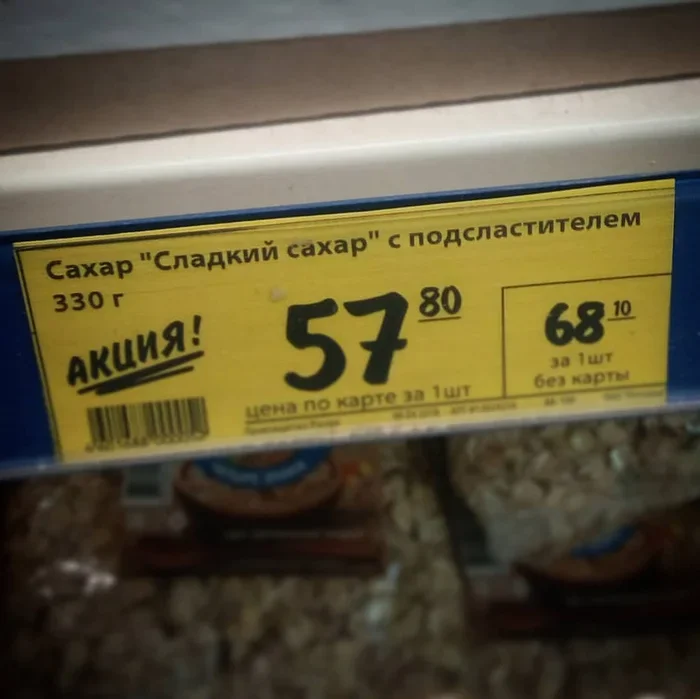 Сахар "Сладкий сахар" с подсластителем
330 г
АКЦИЯ!
57 80
цена по карте за 1шт
68 10
за 1шт
без карты